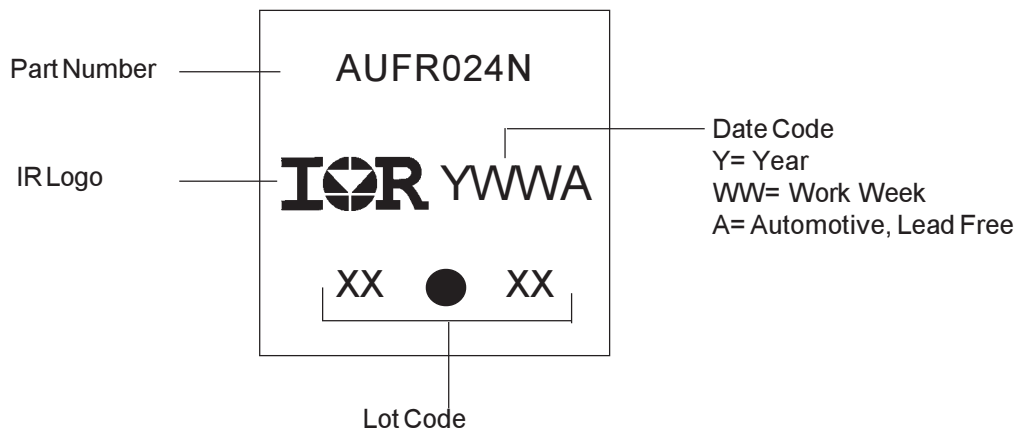 Part Number
AUFR024N
Date Code
Y= Year
WW= Work Week
A= Automotive, Lead Free
IR Logo
IOR YWWA
XX XX
Lot Code